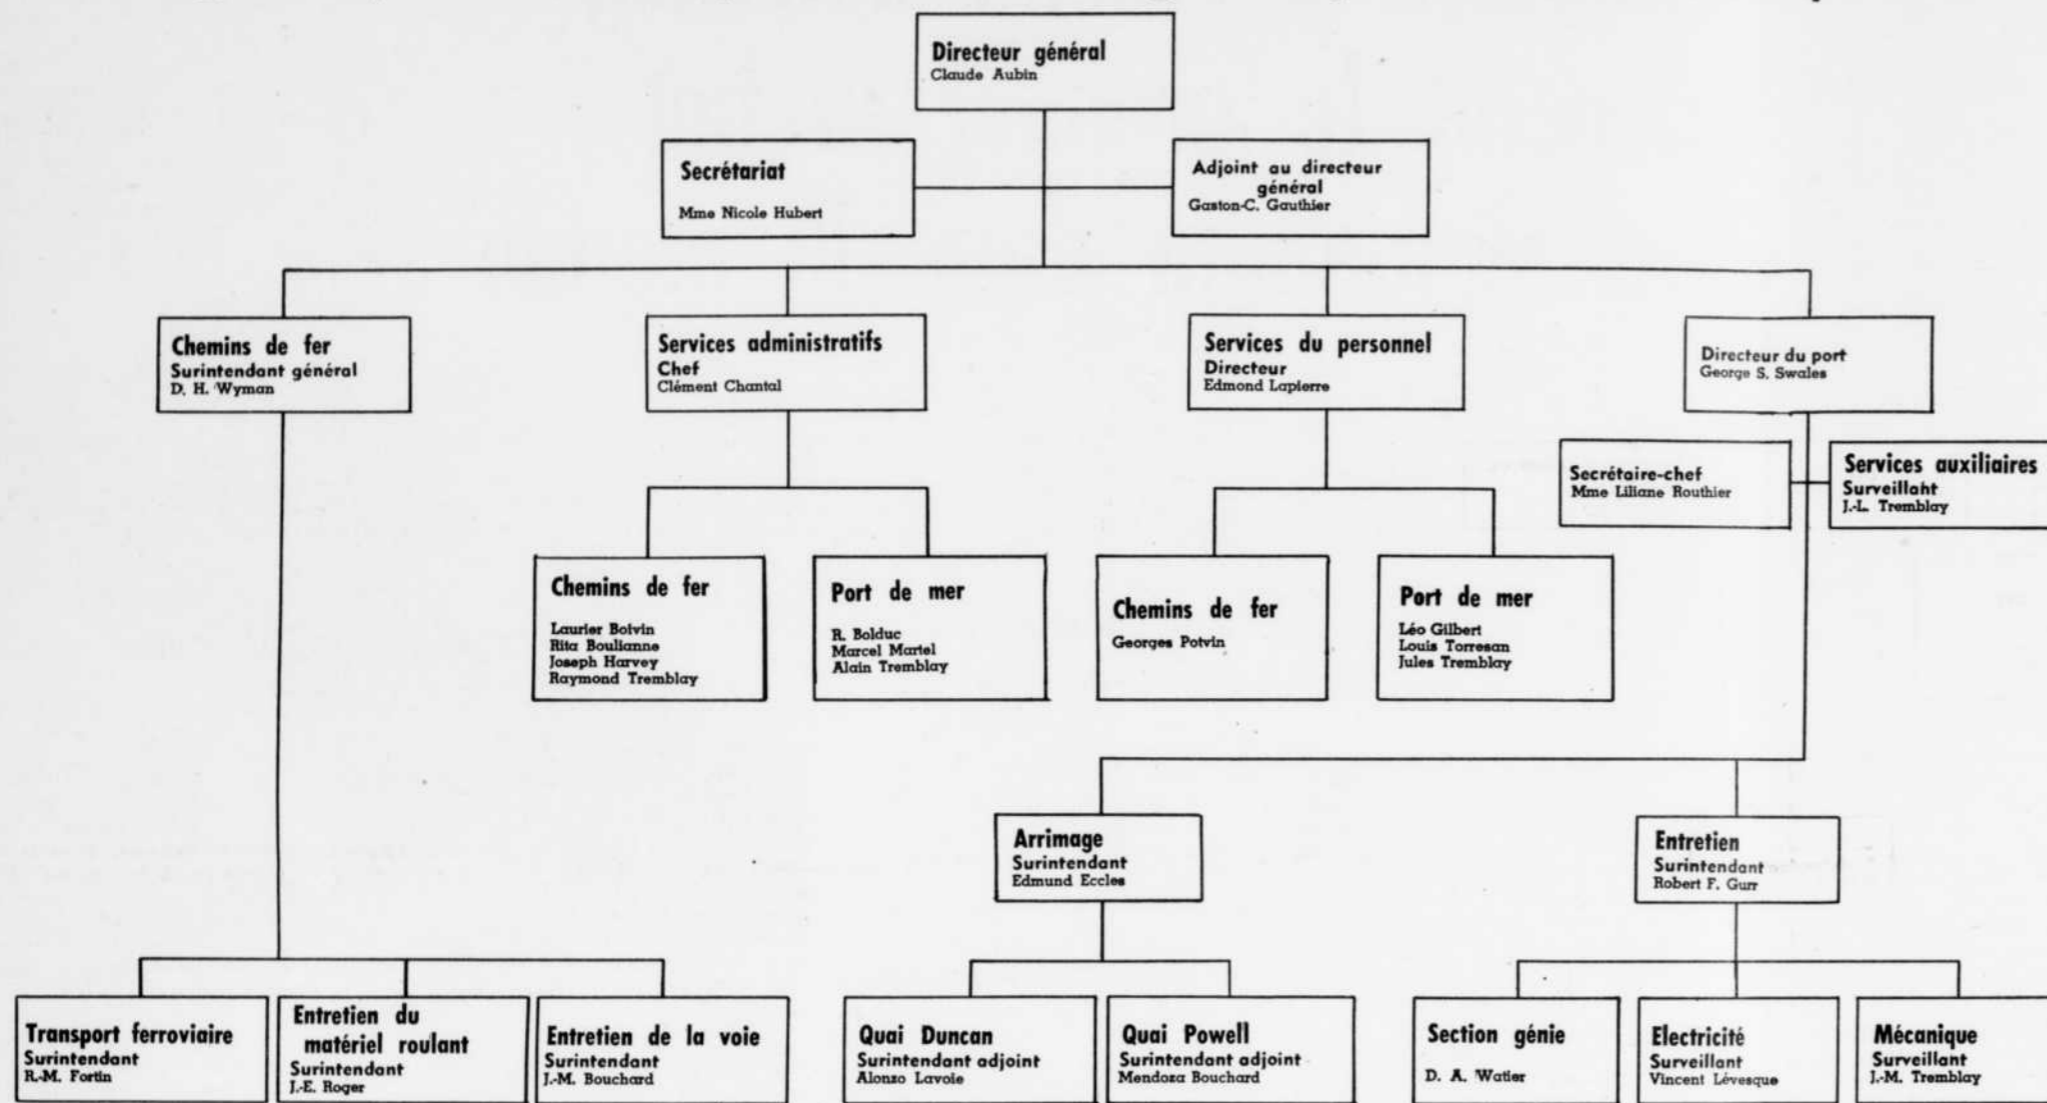 Directeur général
Claude Aubin
Secrétariat
Mme Nicole Hubert
Adjoint au directeur
général
Gaston-C. Gauthier
Chemins de fer
Surintendant général
D. H. Wyman
Services administratifs
Chef
Clément Chantal
Services du personnel
Directeur
Edmond Lapierre
Directeur du port
George S. Swales
Secrétaire-chef
Mme Liliane Routhier
Services auxiliaires
Surveillant
J.-L. Tremblay
Chemins de fer
Laurier Boivin
Rita Boulianne
Joseph Harvey
Raymond Tremblay
Port de mer
R. Bolduc
Marcel Martel
Alain Tremblay
Chemins de fer
Georges Potvin
Port de mer
Léo Gilbert
Louis Torresan
Jules Tremblay
Arrimage
Surintendant
Edmund Eccles
Entretien
Surintendant
Robert F. Gurr
Transport ferroviaire
Surintendant
R.-M. Fortin
Entretien du
matériel roulant
Surintendant
J.-E. Roger
Entretien de la voie
Surintendant
J.-M. Bouchard
Quai Duncan
Surintendant adjoint
Alonzo Lavoie
Quai Powell
Surintendant adjoint
Mendoza Bouchard
Section génie
D. A. Watier
Electricité
Surveillant
Vincent Lévesque
Mécanique
Surveillant
J.-M. Tremblay